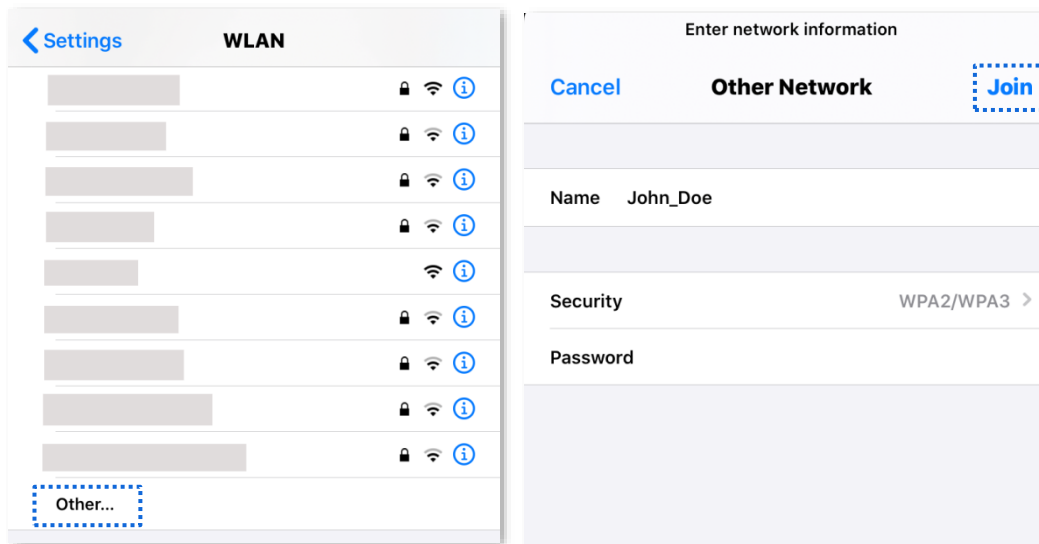 Settings
WLAN
Other...
Enter network information
Cancel
Other Network
Join
Name John_Doe
Security WPA2/WPA3
Password